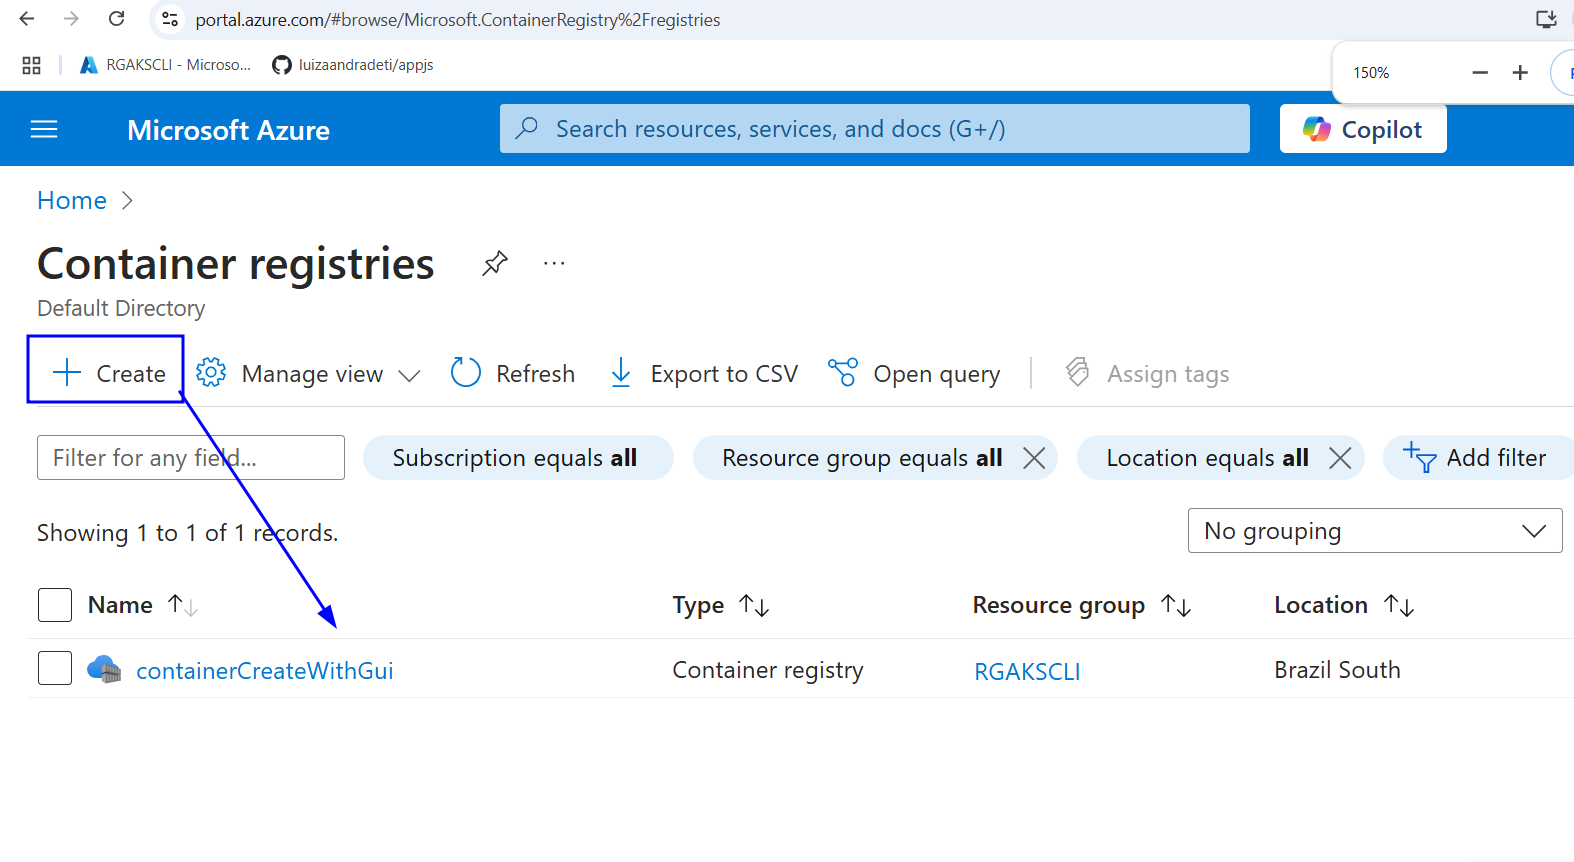 portal.azure.com/#browse/Microsoft.ContainerRegistry%2Fregistries
RGAKSCLI - Microso... luizaandradeti/appjs
150%
Microsoft Azure Search resources, services, and docs (G+/) Copilot
Home
Container registries
Default Directory
Create Manage view Refresh Export to CSV Open query Assign tags
Filter for any field... Subscription equals all Resource group equals all Location equals all Add filter
Showing 1 to 1 of 1 records. No grouping
Name Type Resource group Location
containerCreateWithGui Container registry RGAKSCLI Brazil South